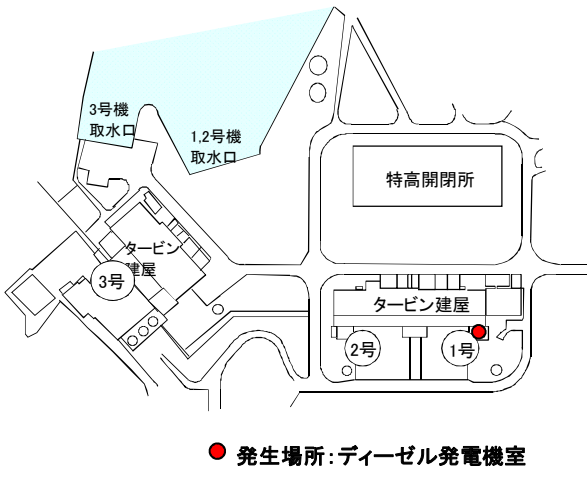 3号機
取水口
1,2号機
取水口
特高開閉所
タービン
建屋
3号
タービン建屋
2号
1号
発生場所:ディーゼル発電機室